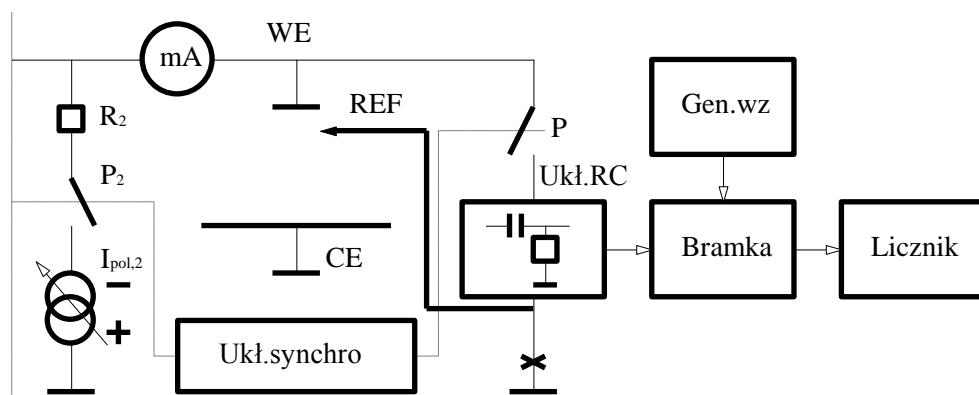 WE
mA
REF
Gen.wz
R2
P
P2
Ukł.RC
Bramka
Licznik
Ipol,2
CE
−
+
Ukł.synchro